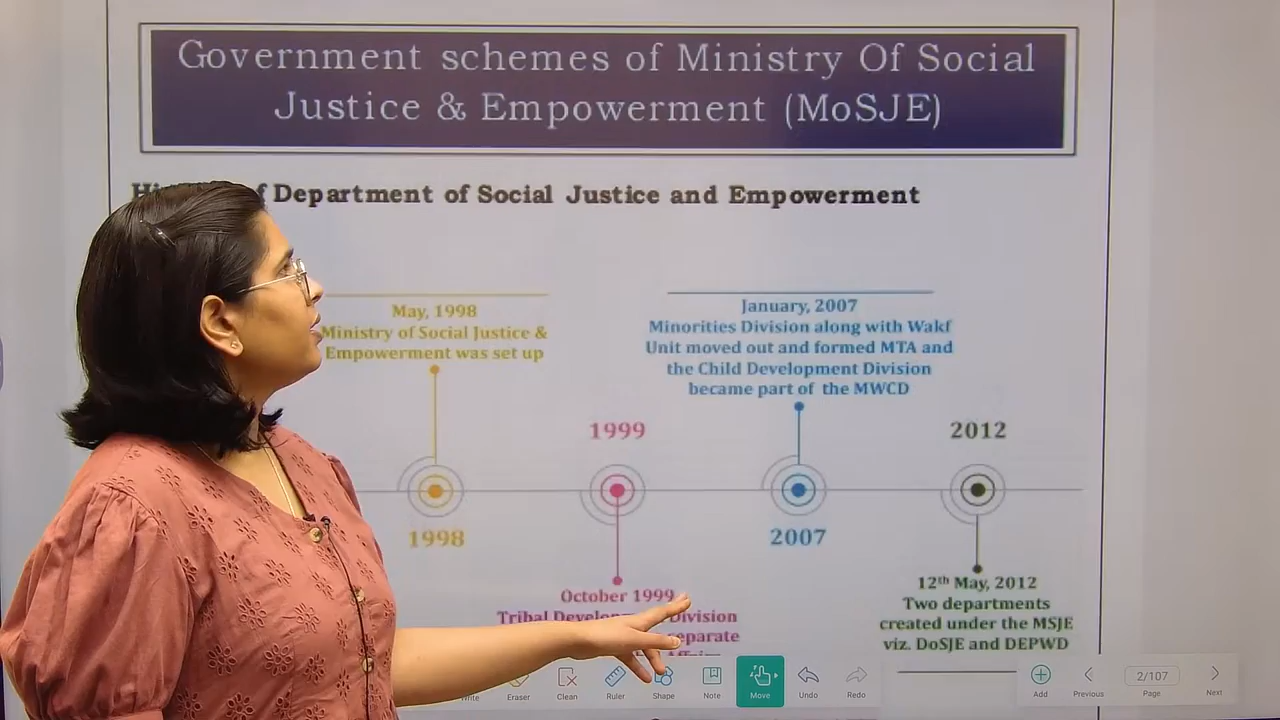 Government schemes of Ministry Of Social
Justice & Empowerment (MoSJE)
of Department of Social Justice and Empowerment
May, 1998
Ministry of Social Justice &
Empowerment was set up
January, 2007
Minorities Division along with Wakf
Unit moved out and formed MTA and
the Child Development Division
became part of the MWCD
1999
2012
1998
2007
October 1999
Tribal Division
12th May, 2012
Two departments
created under the MSJE
viz. DoSJE and DEPWD
Eraser
Clean
Ruler
Shape
Note
Move
Undo
Redo
Add
Previous
2/107
Page
Next